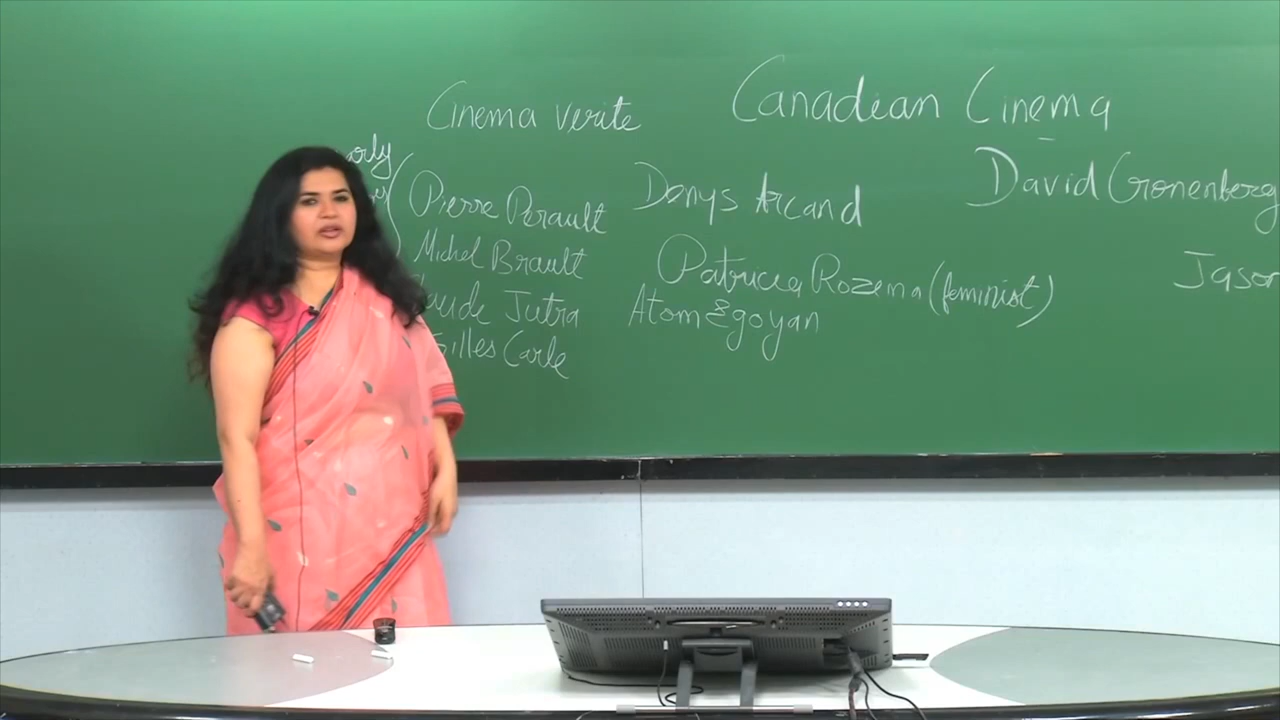 Canadian Cinema
Cinema verite
Pierre Perault
Michel Brault
Jutra
Gilles Carle
Denys Arcand
Patricia Rozema (feminist)
Atom Egoyan
David Cronenberg
Jason